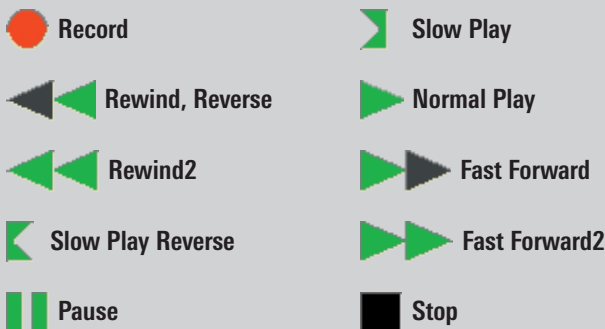 Record
Rewind, Reverse
Rewind2
Slow Play Reverse
Pause
Slow Play
Normal Play
Fast Forward
Fast Forward2
Stop